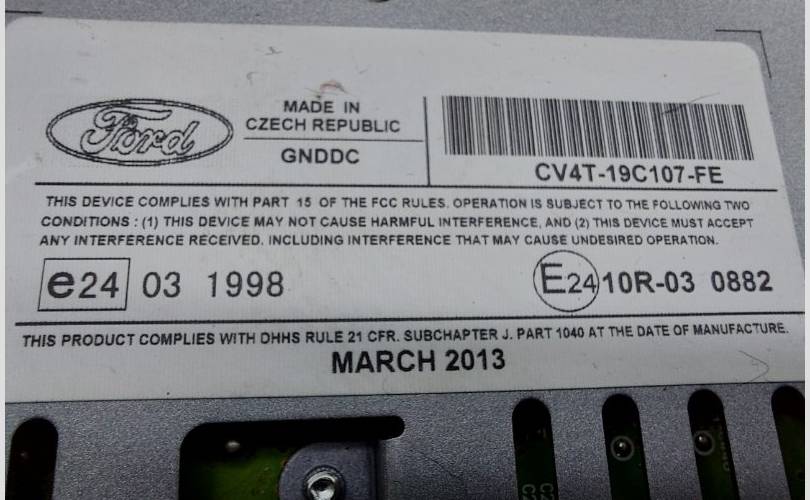 Ford
MADE IN
CZECH REPUBLIC
GNDDC
CV4T-19C107-FE
THIS DEVICE COMPLIES WITH PART 15 OF THE FCC RULES. OPERATION IS SUBJECT TO THE FOLLOWING TWO
CONDITIONS : (1) THIS DEVICE MAY NOT CAUSE HARMFUL INTERFERENCE, AND (2) THIS DEVICE MUST ACCEPT
ANY INTERFERENCE RECEIVED. INCLUDING INTERFERENCE THAT MAY CAUSE UNDESIRED OPERATION.
e24 03 1998
E24 10R-03 0882
THIS PRODUCT COMPLIES WITH DHHS RULE 21 CFR. SUBCHAPTER J. PART 1040 AT THE DATE OF MANUFACTURE.
MARCH 2013